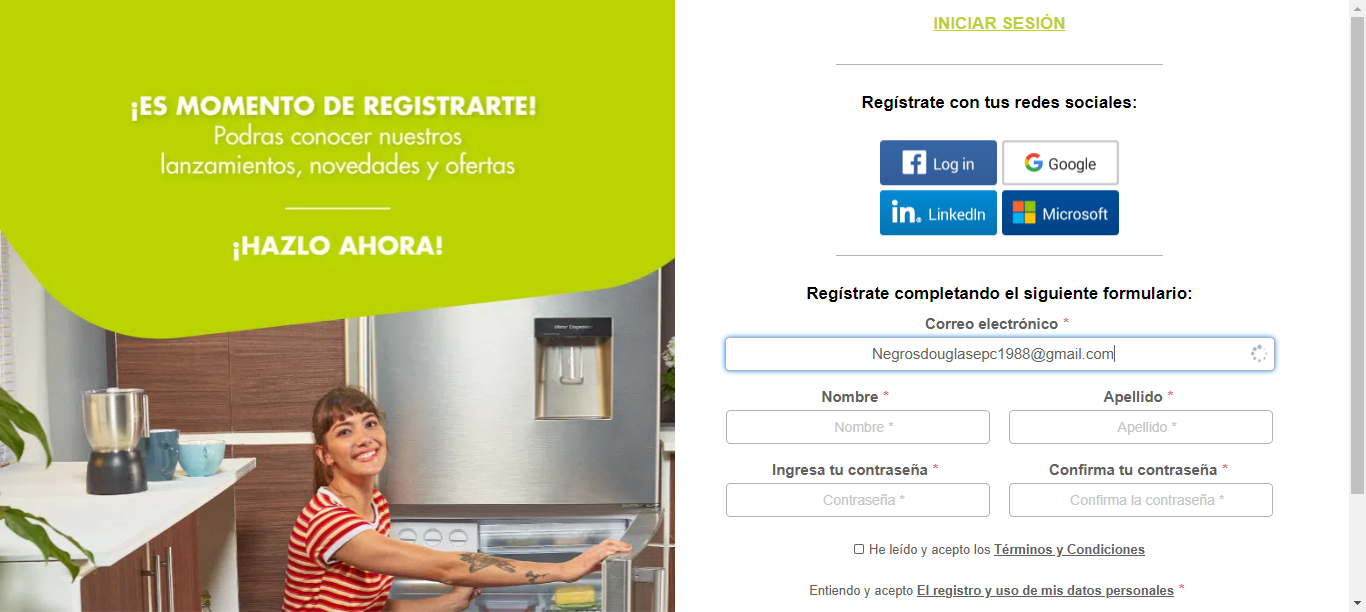 ¡ES MOMENTO DE REGISTRARTE!
Podras conocer nuestros
lanzamientos, novedades y ofertas
¡HAZLO AHORA!
Water Dispenser
INICIAR SESIÓN
Regístrate con tus redes sociales:
Log in
Google
in. LinkedIn
Microsoft
Regístrate completando el siguiente formulario:
Correo electrónico *
Negrosdouglasepc1988@gmail.com
Nombre * Apellido *
Nombre * Apellido *
Ingresa tu contraseña * Confirma tu contraseña *
Contraseña * Confirma la contraseña *
He leído y acepto los Términos y Condiciones
Entiendo y acepto El registro y uso de mis datos personales *